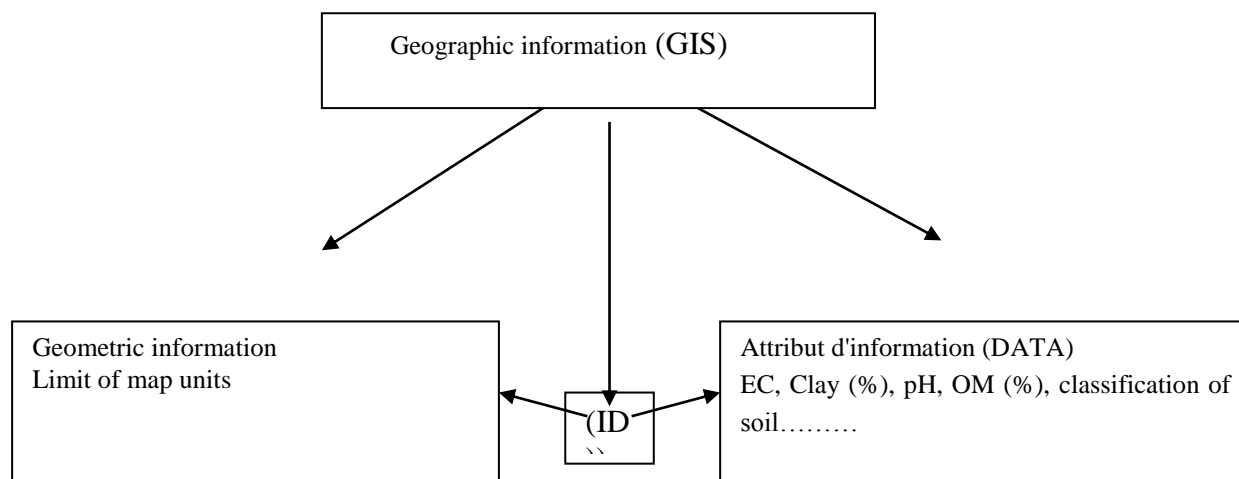 Geographic information (GIS)
Geometric information
Limit of map units
(ID
Attribut d'information (DATA)
EC, Clay (%), pH, OM (%), classification of
soil………